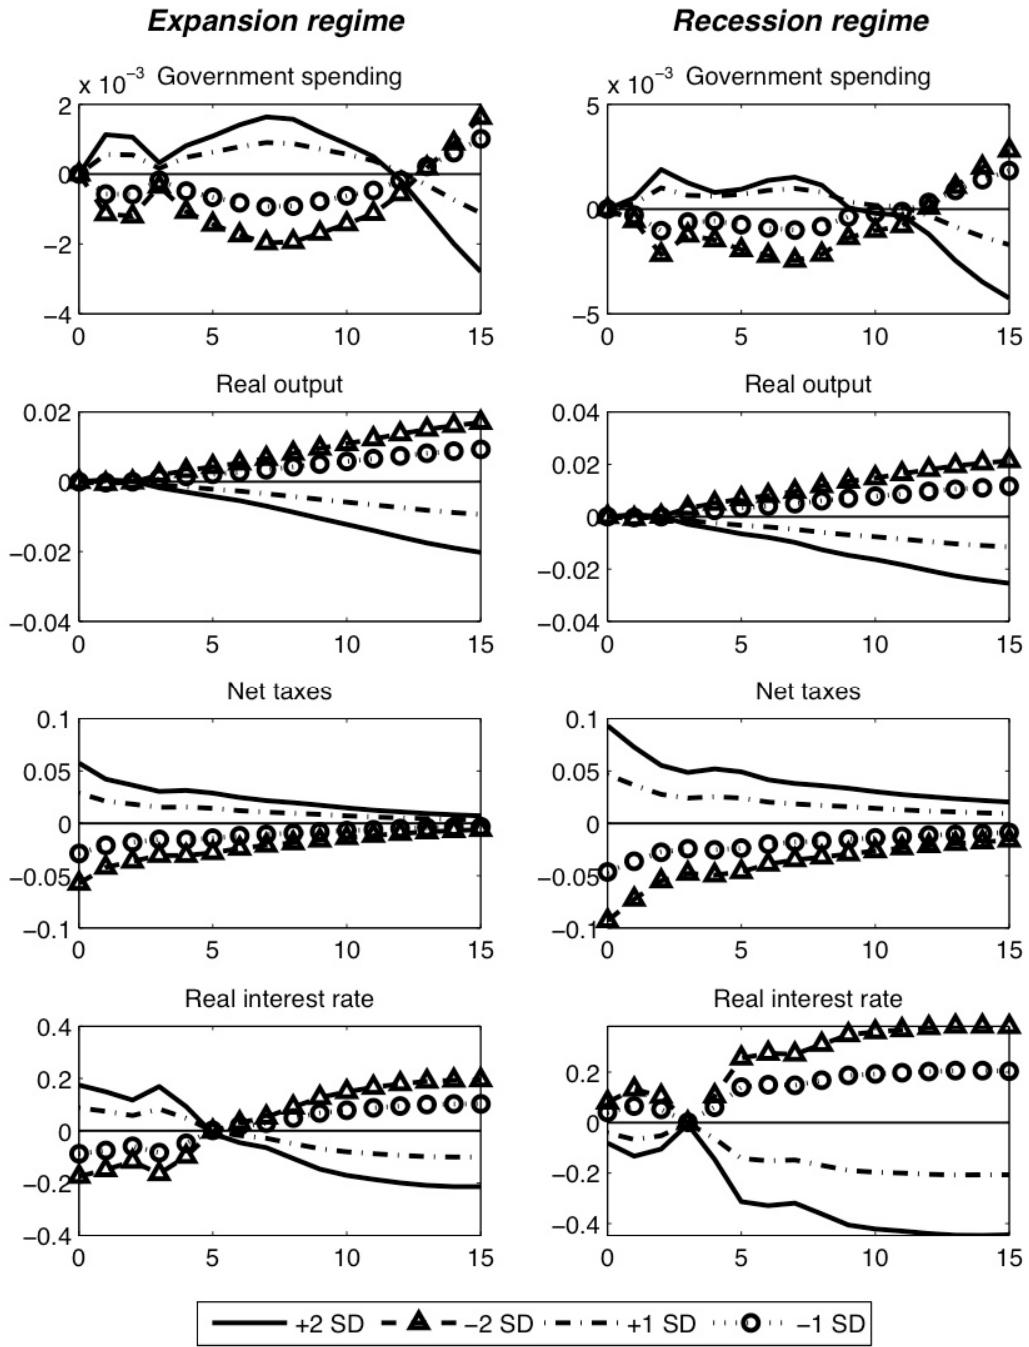 Expansion regime
Recession regime
x 10⁻³ Government spending
x 10⁻³ Government spending
2
0
−2
−4
0 5 10 15
5
0
−5
0 5 10 15
Real output
Real output
0.02
0
−0.02
−0.04
0 5 10 15
0.04
0.02
0
−0.02
−0.04
0 5 10 15
Net taxes
Net taxes
0.1
0.05
0
−0.05
−0.1
0 5 10 15
0.1
0.05
0
−0.05
−0.1
0 5 10 15
Real interest rate
Real interest rate
0.4
0.2
0
−0.2
−0.4
0 5 10 15
0.2
0
−0.2
−0.4
0 5 10 15
+2 SD −2 SD +1 SD −1 SD